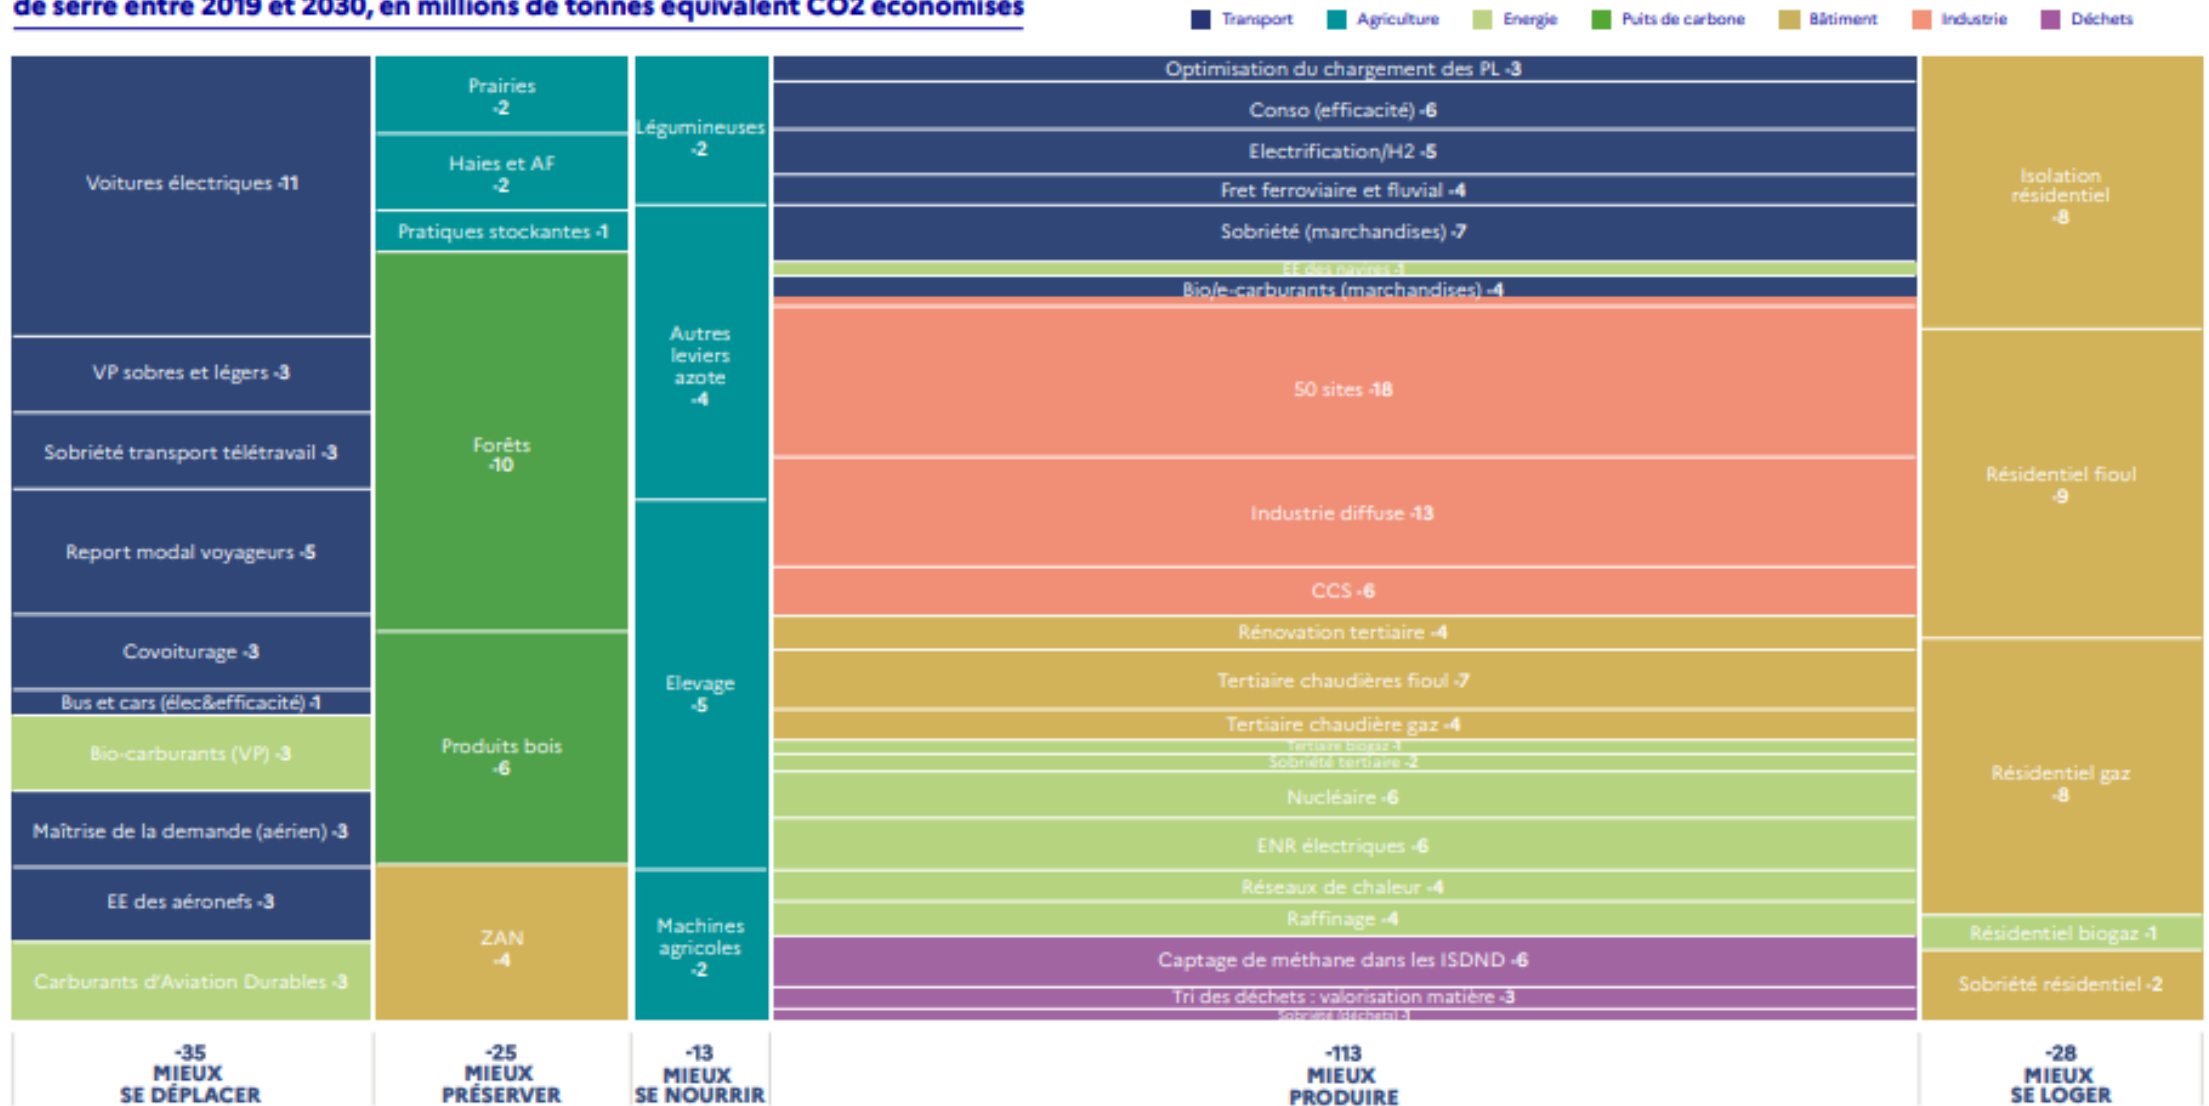 de serre entre 2019 et 2030, en millions de tonnes équivalent CO2 économisés
Transport
Agriculture
Energie
Puits de carbone
Bâtiment
Industrie
Déchets
Voitures électriques -11
VP sobres et légers -3
Sobriété transport télétravail -3
Report modal voyageurs -5
Covoiturage -3
Bus et cars (élec&efficacité) -1
Bio-carburants (VP) -3
Maîtrise de la demande (aérien) -3
EE des aéronefs -3
Carburants d'Aviation Durables -3
-35
MIEUX
SE DÉPLACER
Prairies
-2
Haies et AF
-2
Pratiques stockantes -1
Forêts
-10
Produits bois
-6
ZAN
-4
-25
MIEUX
PRÉSERVER
Légumineuses
-2
Autres
leviers
azote
-4
Elevage
-5
Machines
agricoles
-2
-13
MIEUX
SE NOURRIR
Optimisation du chargement des PL -3
Conso (efficacité) -6
Electrification/H2 -5
Fret ferroviaire et fluvial -4
Sobriété (marchandises) -7
EE des navires -1
Bio/e-carburants (marchandises) -4
50 sites -18
Industrie diffuse -13
CCS -6
Rénovation tertiaire -4
Tertiaire chaudières fioul -7
Tertiaire chaudière gaz -4
Tertiaire biogaz -1
Sobriété tertiaire -2
Nucléaire -6
ENR électriques -6
Réseaux de chaleur -4
Raffinage -4
Captage de méthane dans les ISDND -6
Tri des déchets : valorisation matière -3
Sobriété (déchets) -1
-113
MIEUX
PRODUIRE
Isolation
résidentiel
-8
Résidentiel fioul
-9
Résidentiel gaz
-8
Résidentiel biogaz -1
Sobriété résidentiel -2
-28
MIEUX
SE LOGER